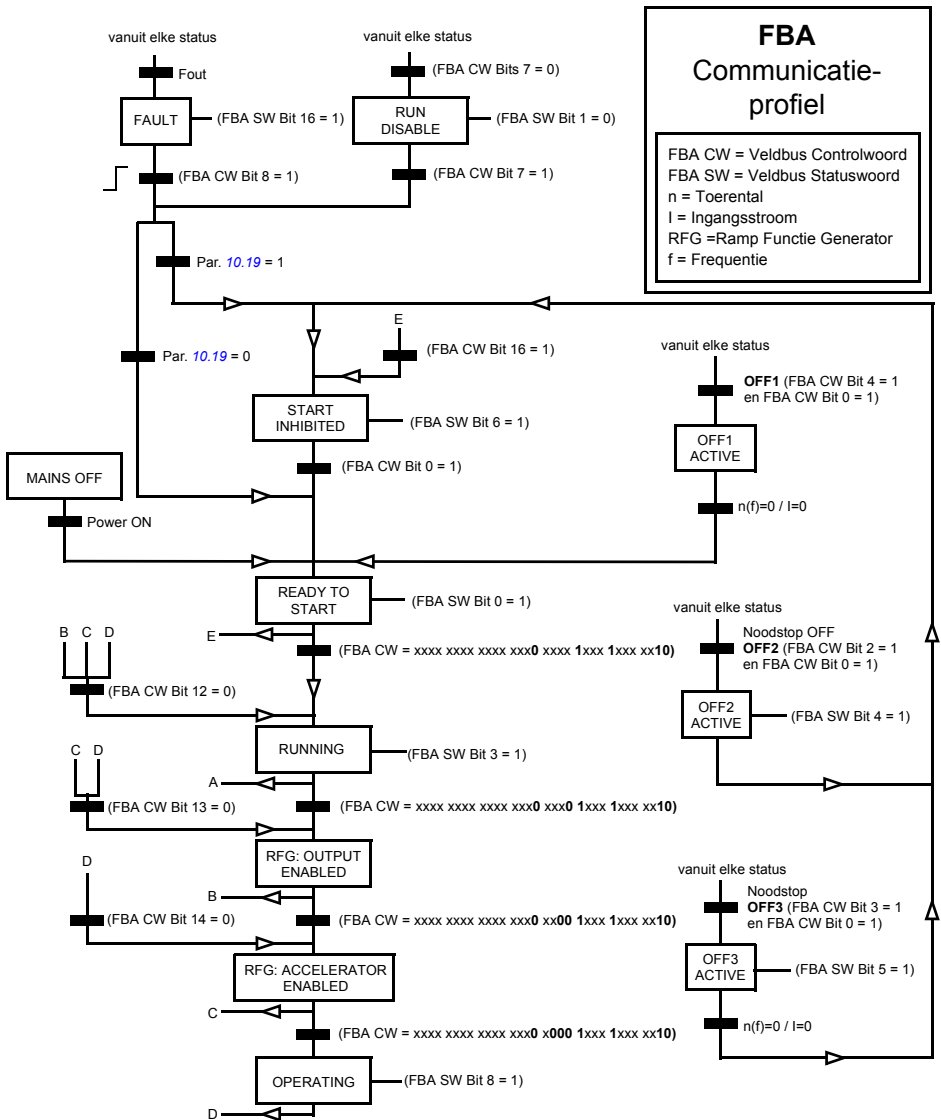 vanuit elke status
Fout
FAULT
(FBA SW Bit 16 = 1)
(FBA CW Bit 8 = 1)
vanuit elke status
(FBA CW Bits 7 = 0)
RUN
DISABLE
(FBA SW Bit 1 = 0)
(FBA CW Bit 7 = 1)
FBA
Communicatie-
profiel
FBA CW = Veldbus Controlwoord
FBA SW = Veldbus Statuswoord
n = Toerental
I = Ingangsstroom
RFG =Ramp Functie Generator
f = Frequentie
Par. 10.19 = 1
Par. 10.19 = 0
E
(FBA CW Bit 16 = 1)
START
INHIBITED
(FBA SW Bit 6 = 1)
(FBA CW Bit 0 = 1)
vanuit elke status
OFF1 (FBA CW Bit 4 = 1
en FBA CW Bit 0 = 1)
OFF1
ACTIVE
n(f)=0 / I=0
MAINS OFF
Power ON
READY TO
START
(FBA SW Bit 0 = 1)
E
(FBA CW = xxxx xxxx xxxx xxx0 xxxx 1xxx 1xxx xx10)
B C D
(FBA CW Bit 12 = 0)
RUNNING
(FBA SW Bit 3 = 1)
vanuit elke status
Noodstop OFF
OFF2 (FBA CW Bit 2 = 1
en FBA CW Bit 0 = 1)
OFF2
ACTIVE
(FBA SW Bit 4 = 1)
C D
A
(FBA CW Bit 13 = 0)
(FBA CW = xxxx xxxx xxxx xxx0 xxx0 1xxx 1xxx xx10)
RFG: OUTPUT
ENABLED
D
B
(FBA CW Bit 14 = 0)
(FBA CW = xxxx xxxx xxxx xxx0 xx00 1xxx 1xxx xx10)
RFG: ACCELERATOR
ENABLED
vanuit elke status
Noodstop
OFF3 (FBA CW Bit 3 = 1
en FBA CW Bit 0 = 1)
OFF3
ACTIVE
(FBA SW Bit 5 = 1)
n(f)=0 / I=0
C
(FBA CW = xxxx xxxx xxxx xxx0 x000 1xxx 1xxx xx10)
OPERATING
(FBA SW Bit 8 = 1)
D